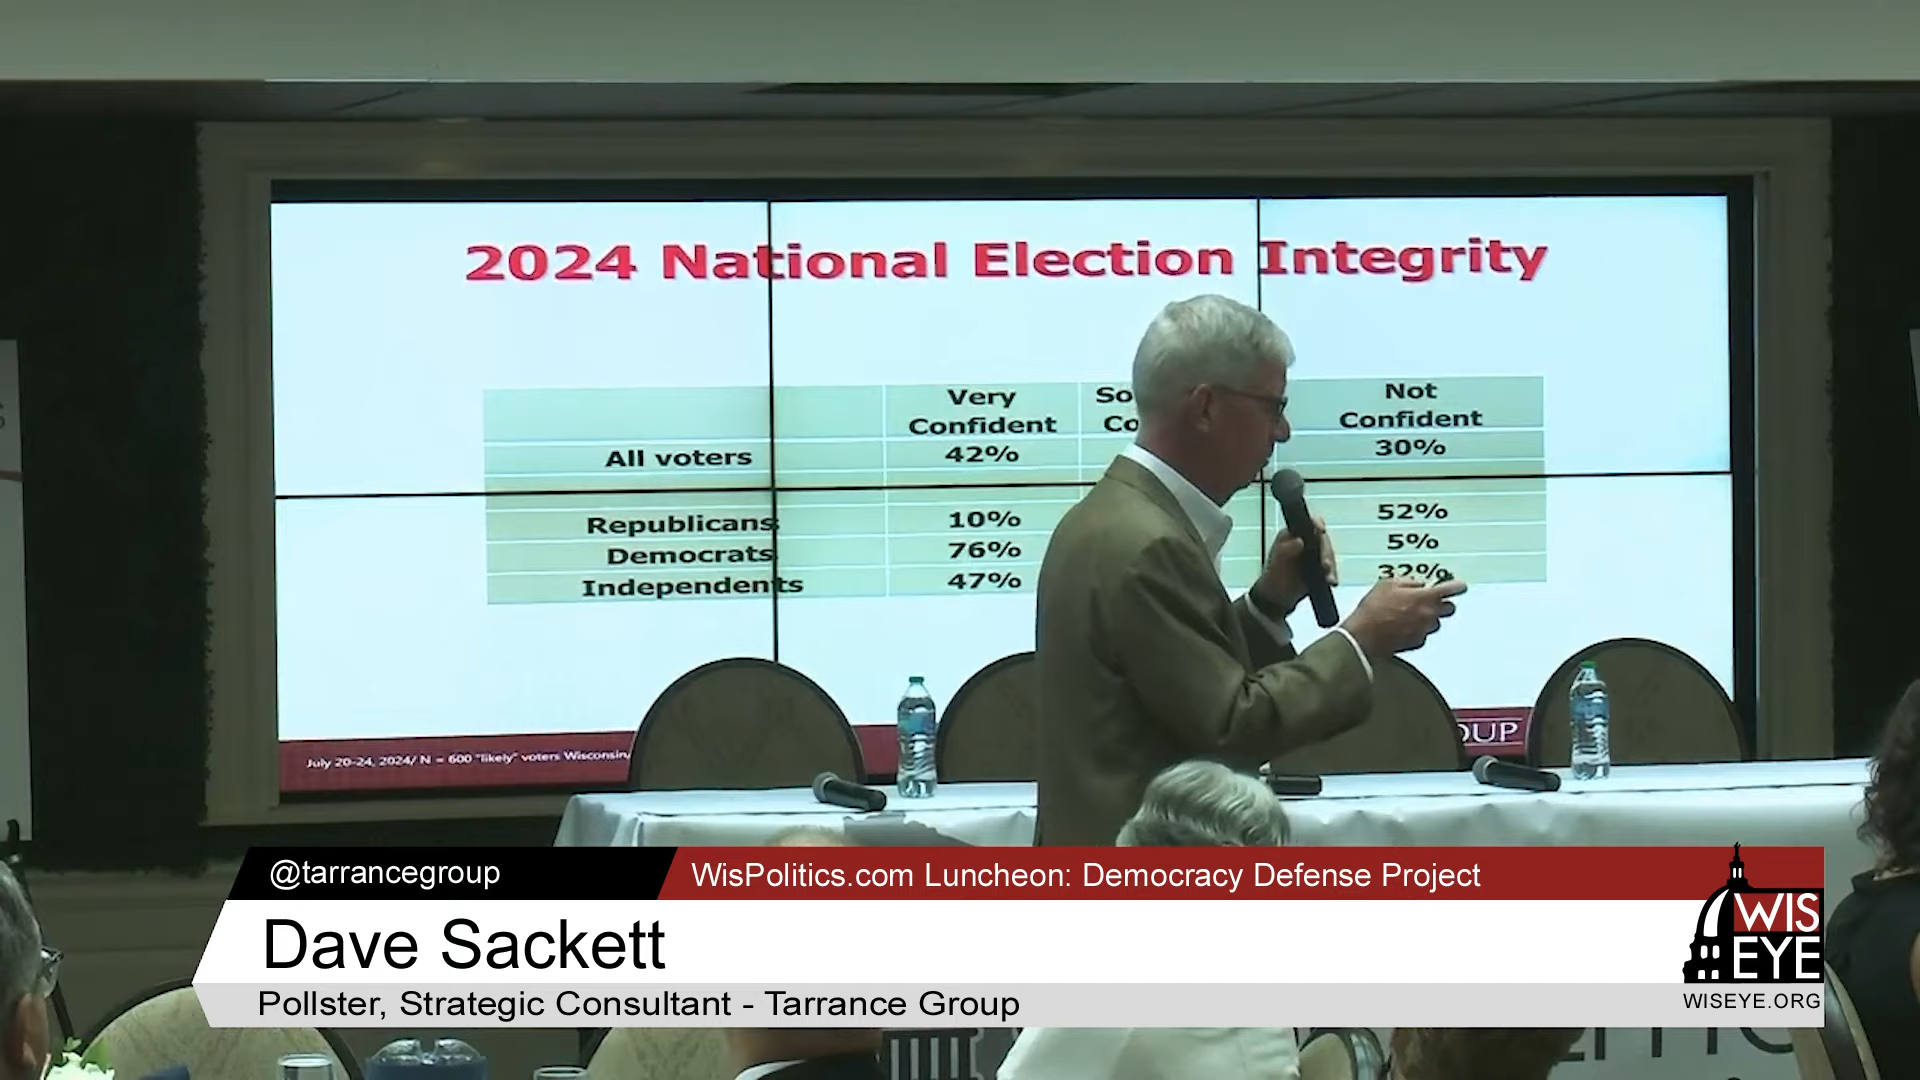 2024 National Election Integrity
Very Confident
Not Confident
All voters 42% 30%
Republicans 10% 52%
Democrats 76% 5%
Independents 47% 32%
July 20-24, 2024/ N = 600 "likely" voters Wisconsin
@tarrancegroup
WisPolitics.com Luncheon: Democracy Defense Project
Dave Sackett
Pollster, Strategic Consultant - Tarrance Group
WIS
EYE
WISEYE.ORG